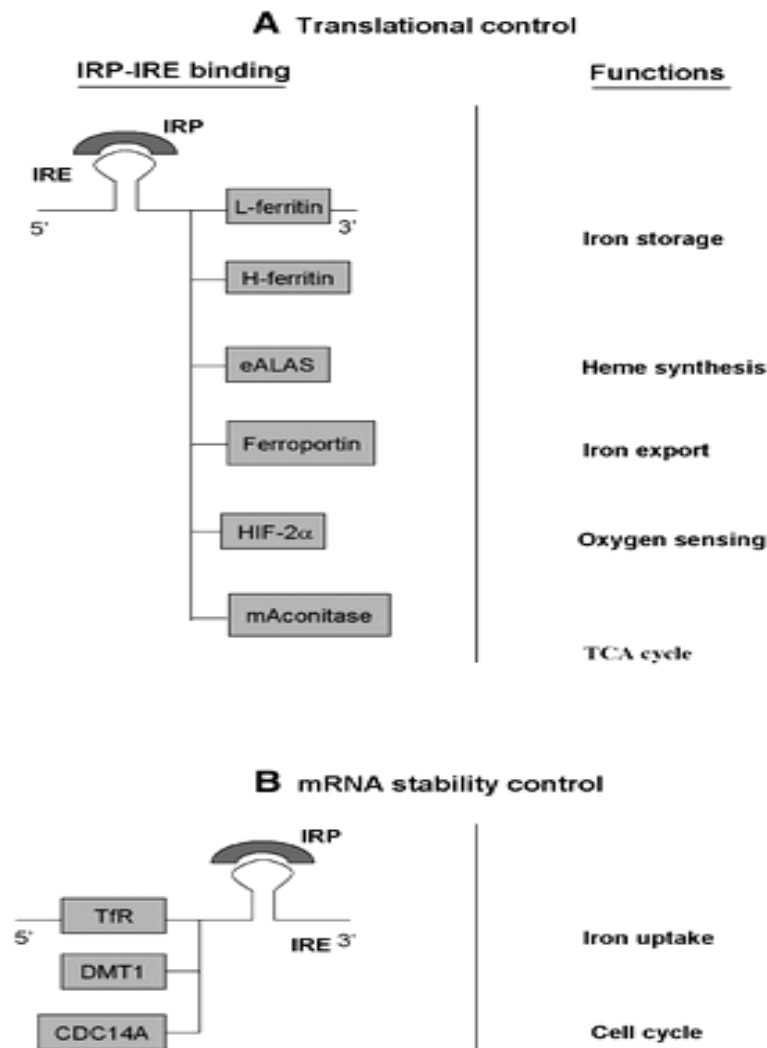 A Translational control
IRP-IRE binding
Functions
IRP
IRE
L-ferritin
5'
3'
Iron storage
H-ferritin
eALAS
Heme synthesis
Ferroportin
Iron export
HIF-2α
Oxygen sensing
mAconitase
TCA cycle
B mRNA stability control
IRP
TfR
5'
IRE 3'
Iron uptake
DMT1
CDC14A
Cell cycle